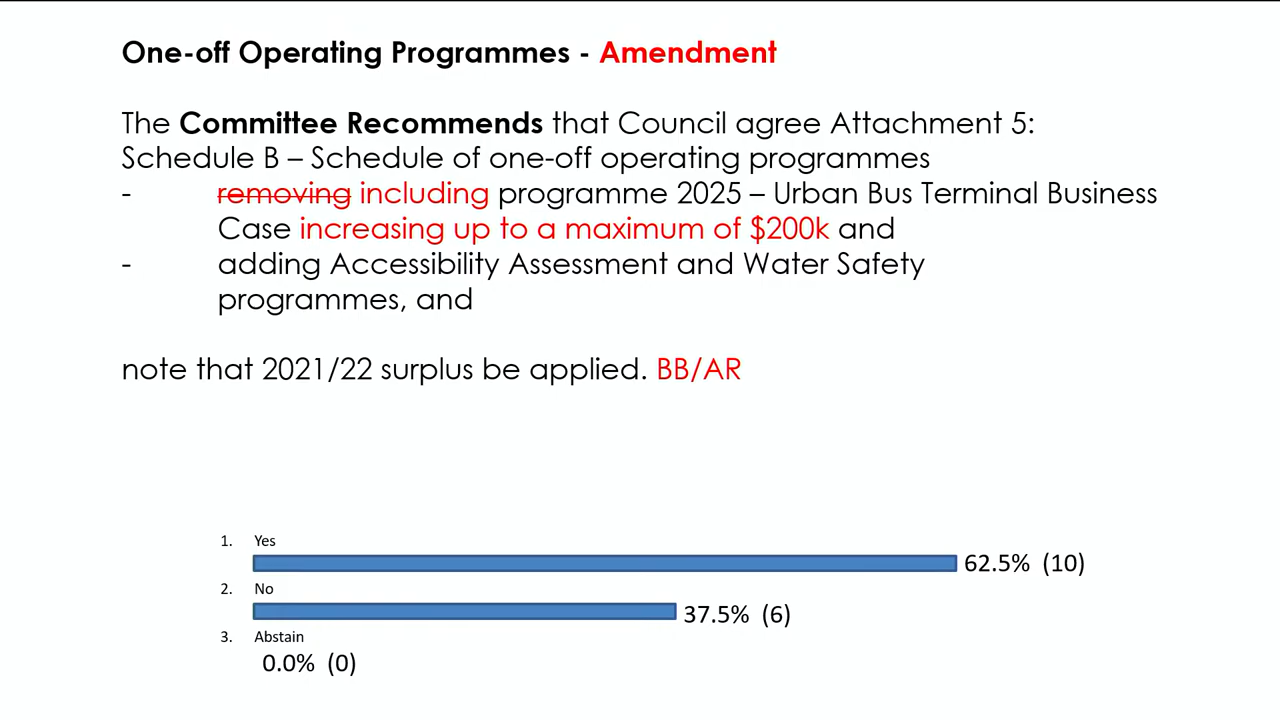 One-off Operating Programmes - Amendment
The Committee Recommends that Council agree Attachment 5:
Schedule B – Schedule of one-off operating programmes
- removing including programme 2025 – Urban Bus Terminal Business
Case increasing up to a maximum of $200k and
- adding Accessibility Assessment and Water Safety
programmes, and
note that 2021/22 surplus be applied. BB/AR
1. Yes
62.5% (10)
2. No
37.5% (6)
3. Abstain
0.0% (0)